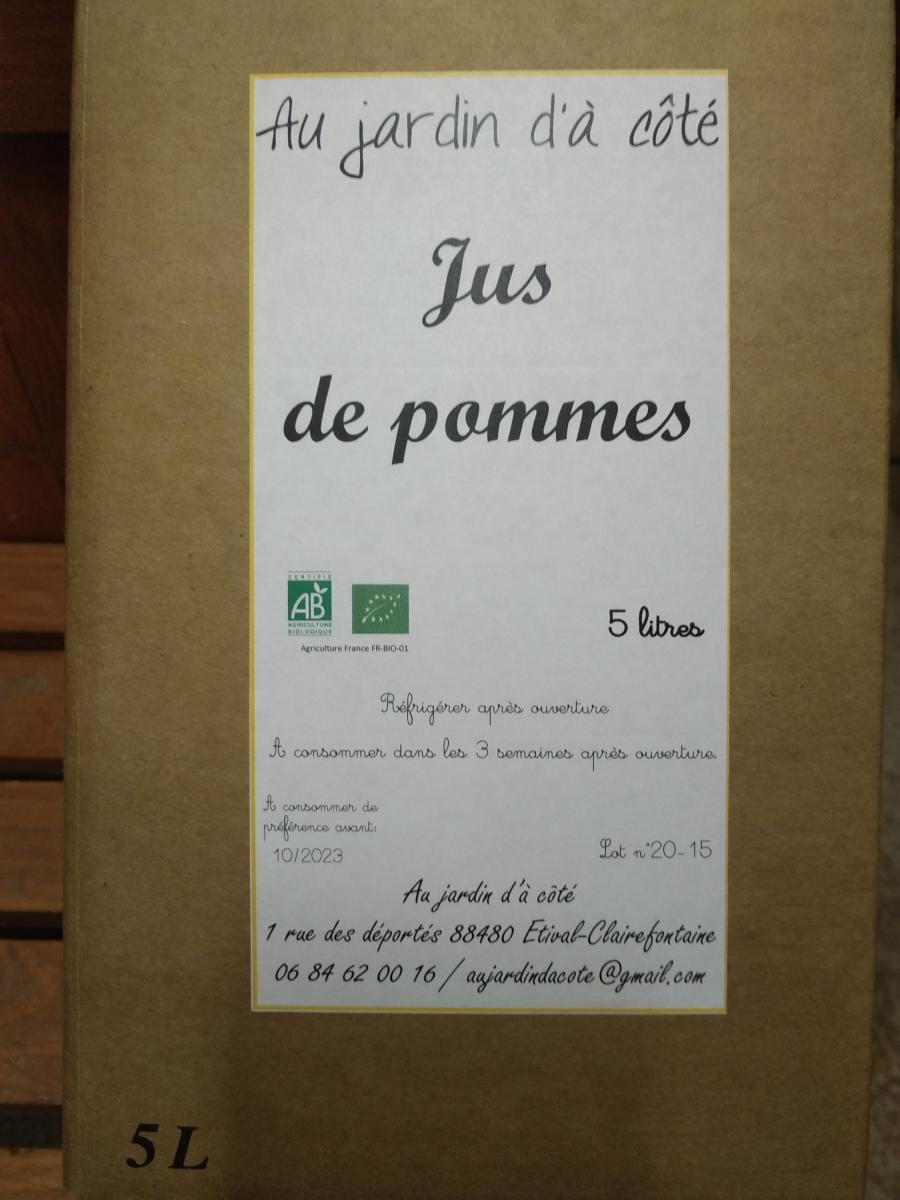 Au jardin d'à côté
Jus
de pommes
CERTIFIÉ
AB
AGRICULTURE
BIOLOGIQUE
Agriculture France FR-BIO-01
5 litres
Réfrigérer après ouverture
A consommer dans les 3 semaines après ouverture.
A consommer de
préférence avant:
10/2023
Lot n°20-15
Au jardin d'à côté
1 rue des déportés 88480 Etival-Clairefontaine
06 84 62 00 16 / aujardindacote@gmail.com
5 L